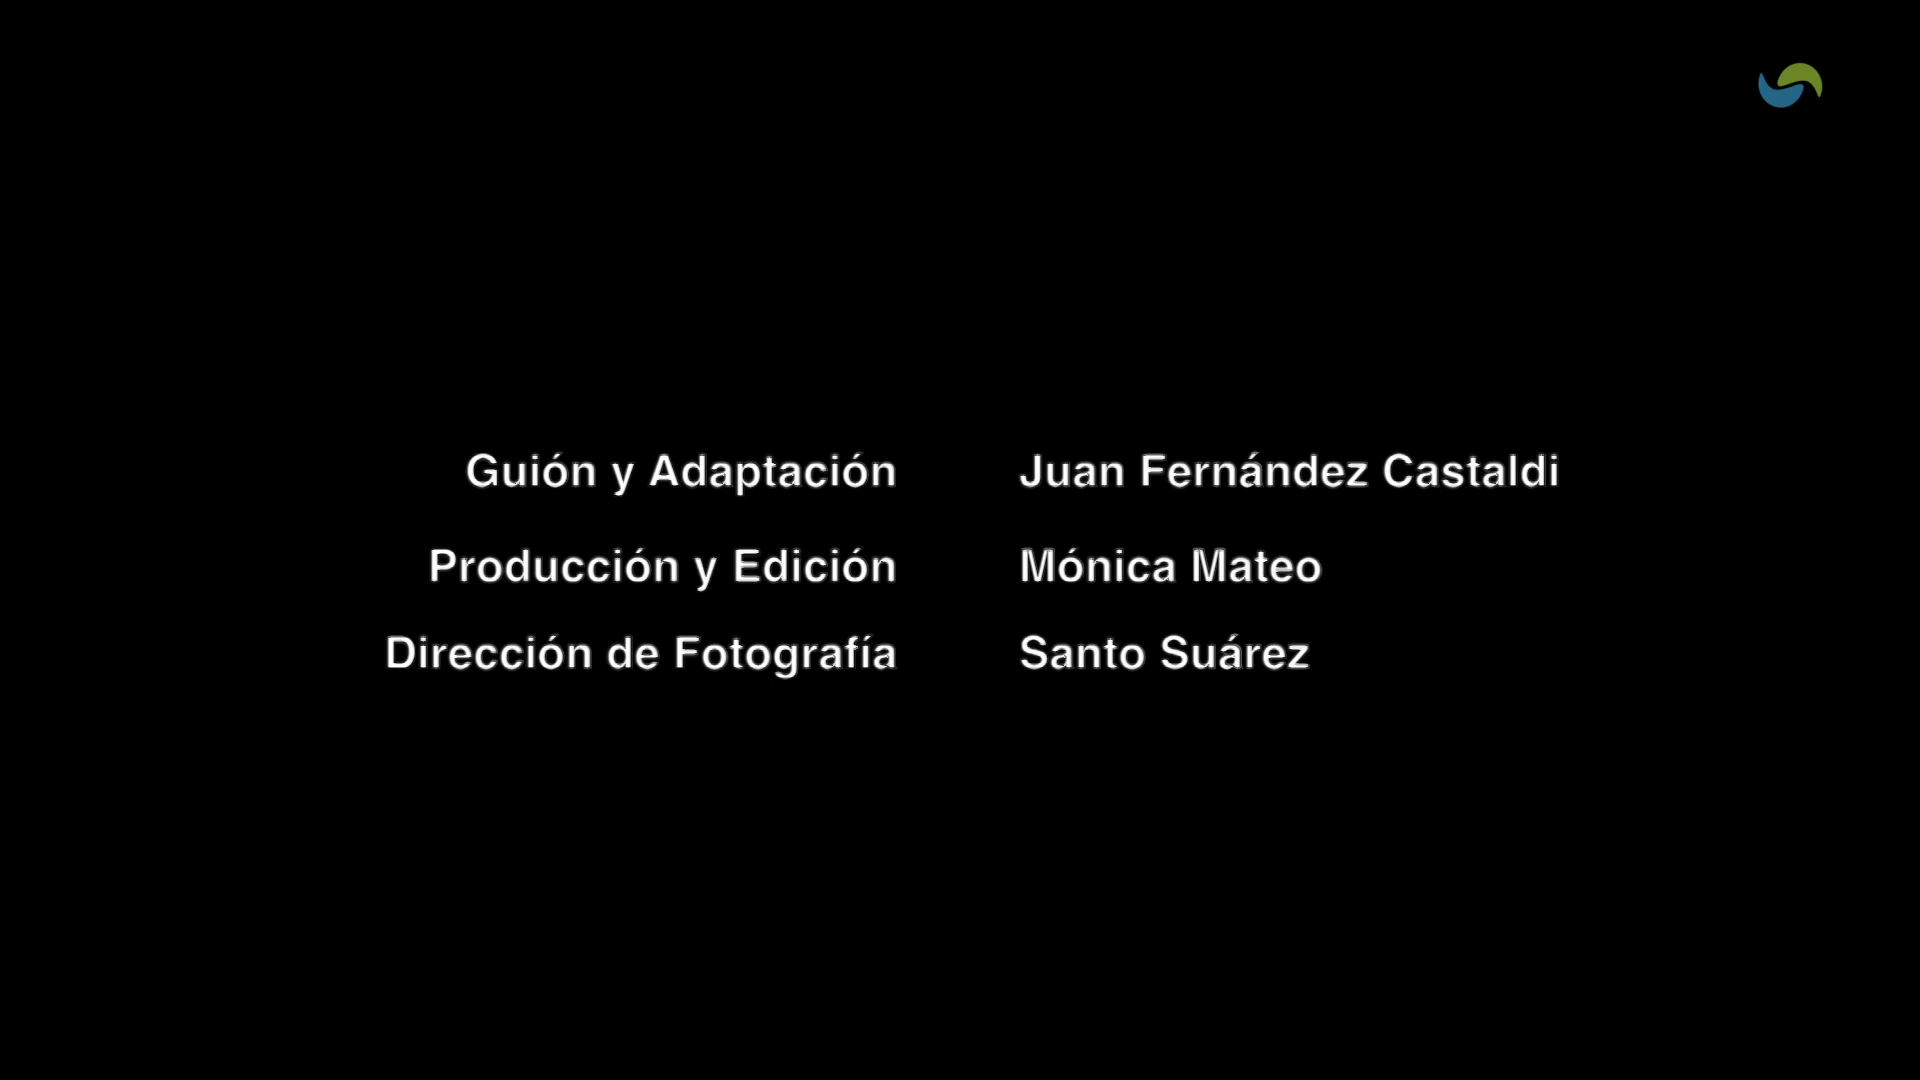 Guión y Adaptación Juan Fernández Castaldi
Producción y Edición Mónica Mateo
Dirección de Fotografía Santo Suárez